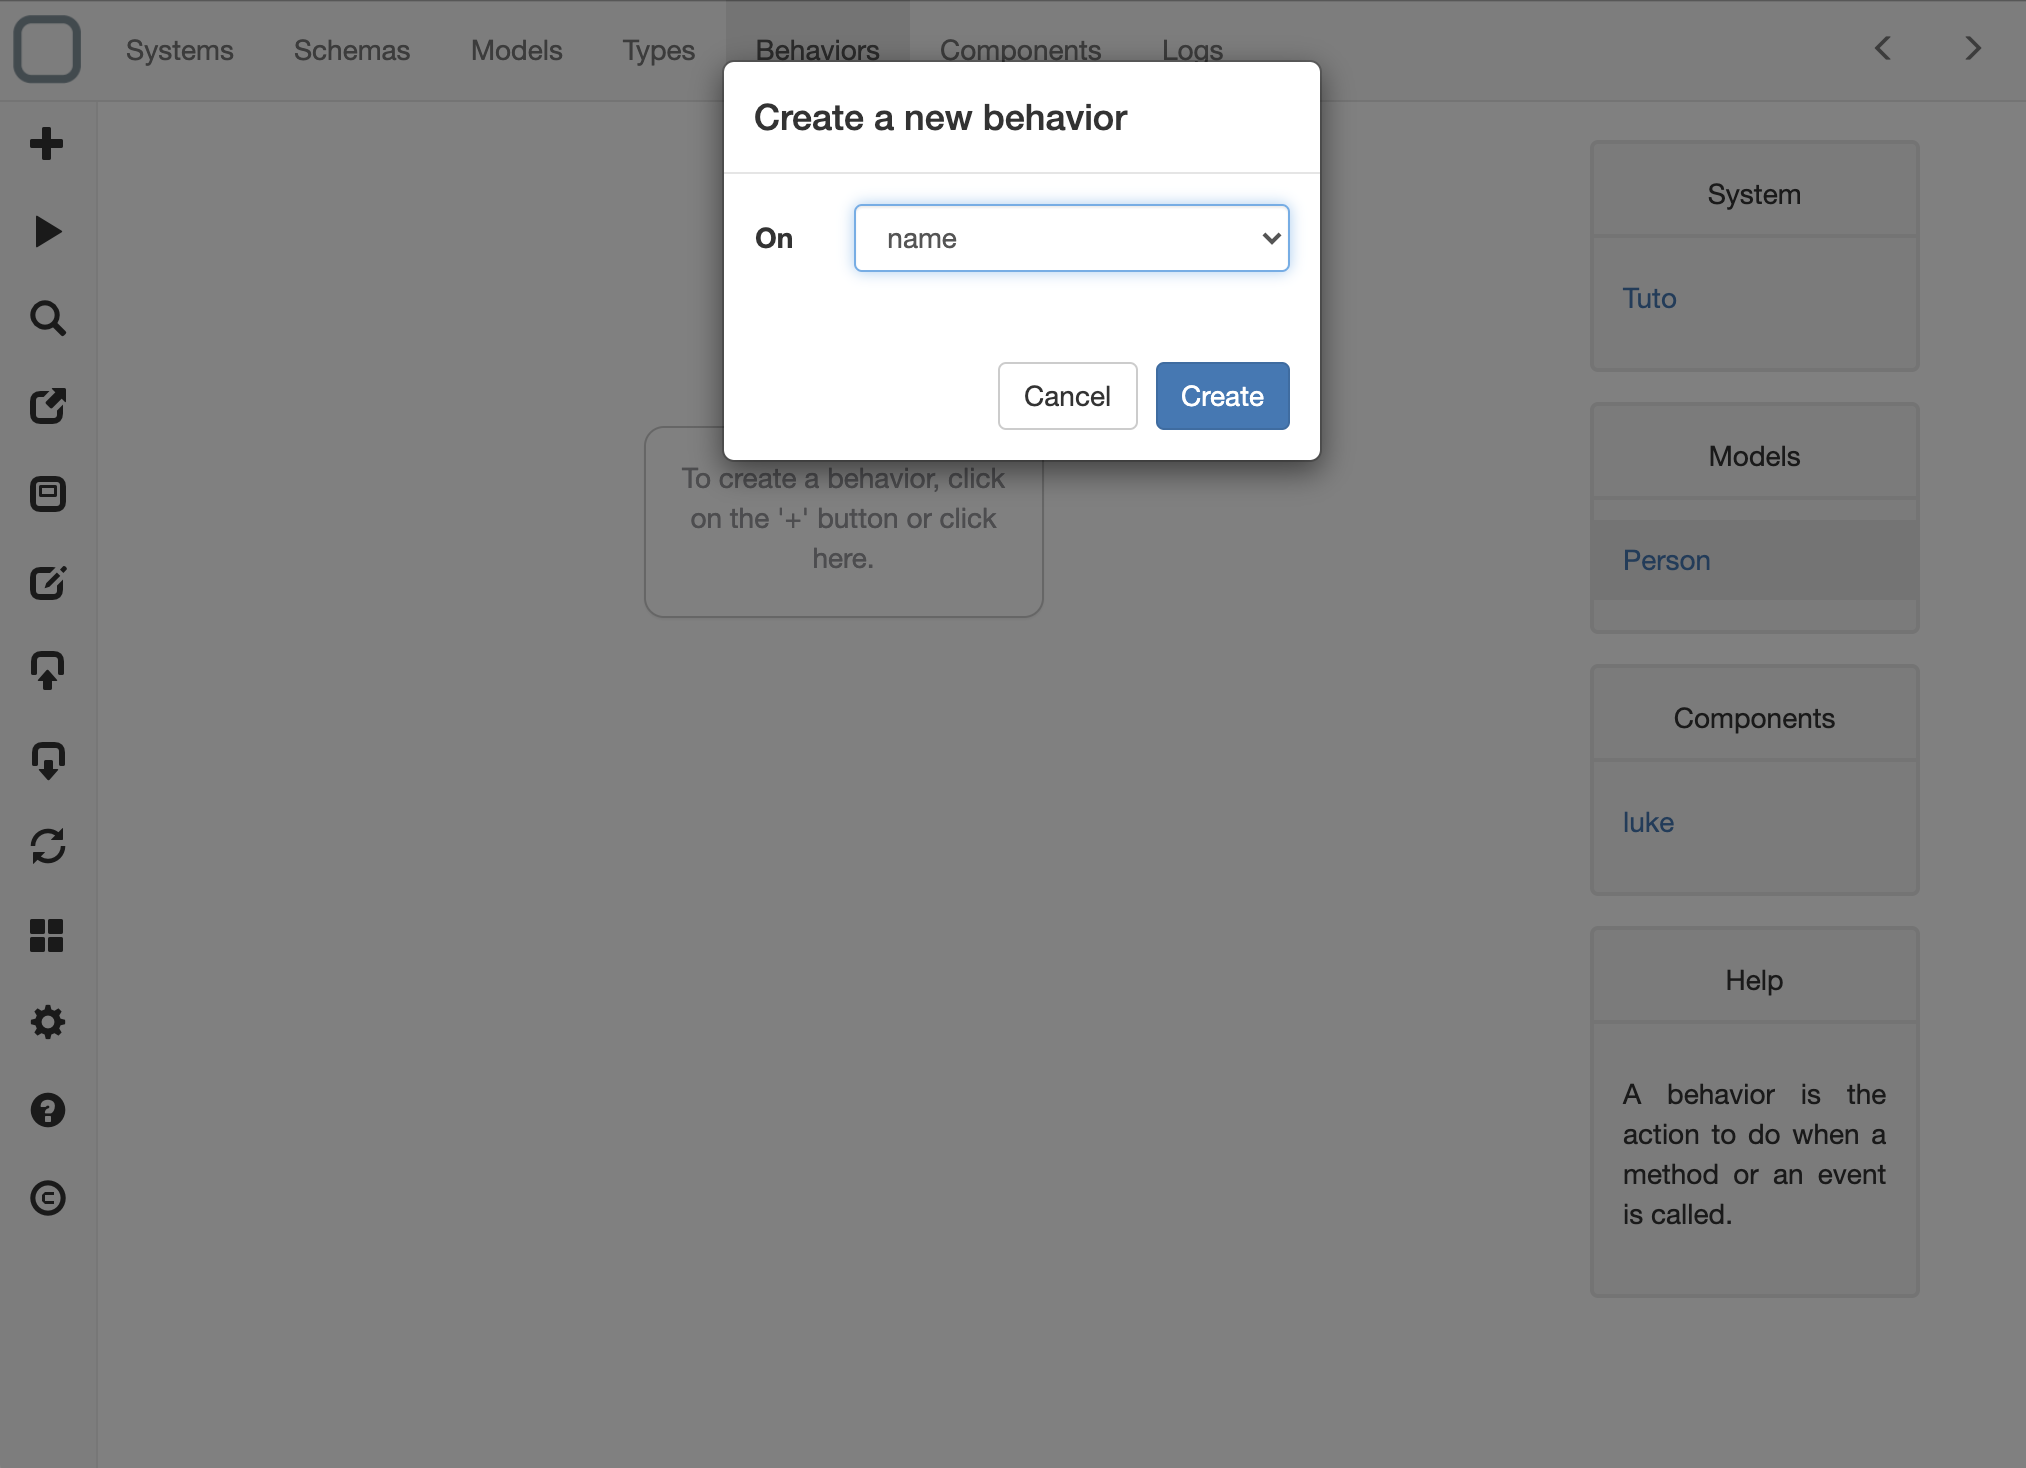 Systems Schemas Models Types Behaviors Components Logs
Create a new behavior
On name
Cancel Create
To create a behavior, click
on the '+' button or click
here.
System
Tuto
Models
Person
Components
luke
Help
A behavior is the
action to do when a
method or an event
is called.